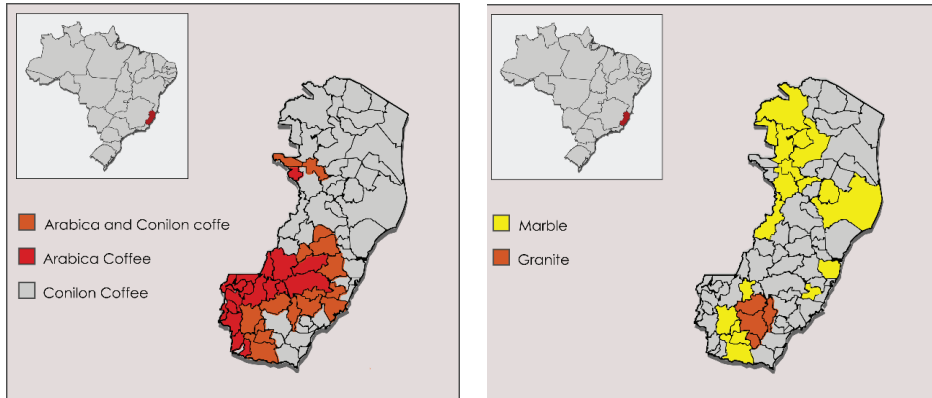 Arabica and Conilon coffe
Arabica Coffee
Conilon Coffee
Marble
Granite